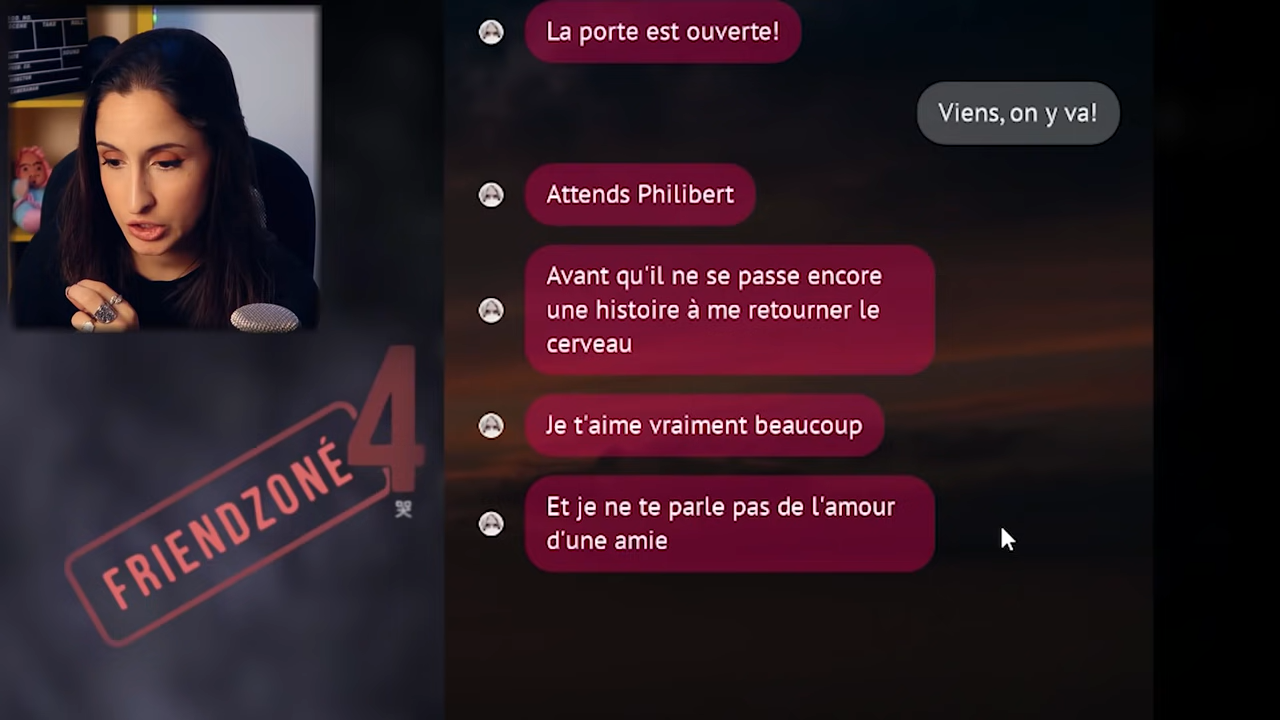 La porte est ouverte!
Viens, on y va!
Attends Philibert
Avant qu'il ne se passe encore
une histoire à me retourner le
cerveau
Je t'aime vraiment beaucoup
Et je ne te parle pas de l'amour
d'une amie
FRIENDZONÉ
4
哭